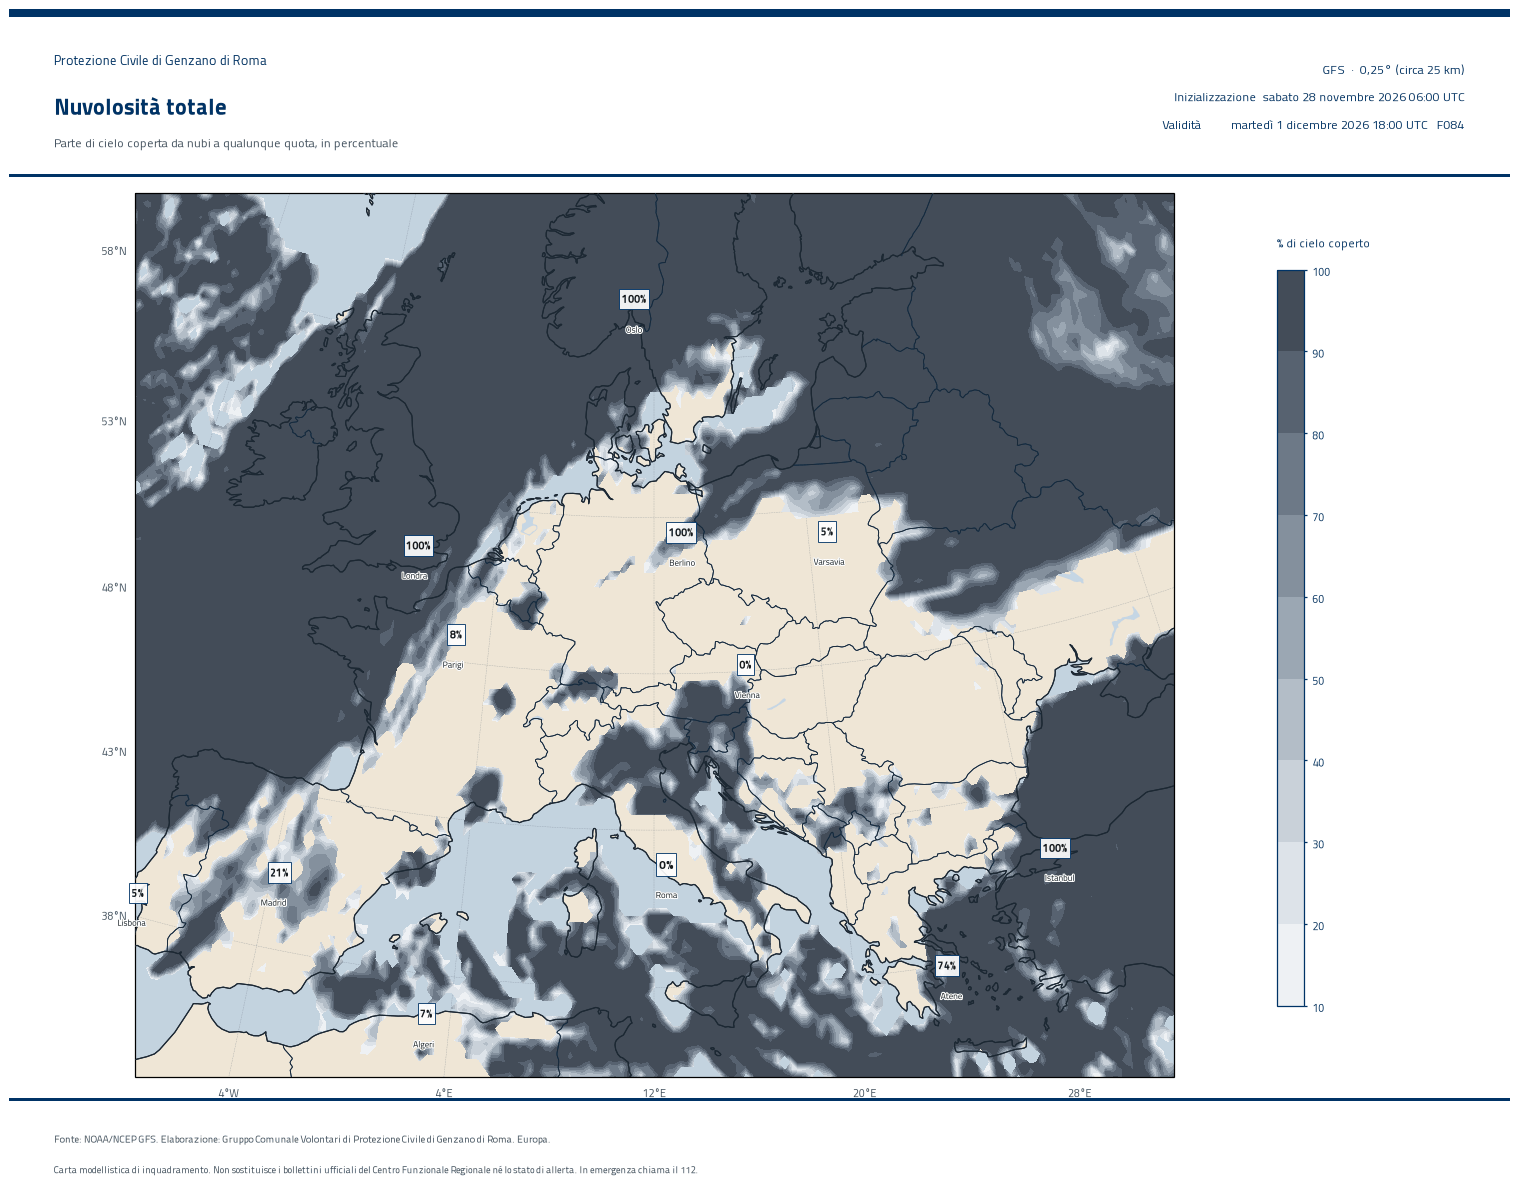 Protezione Civile di Genzano di Roma
Nuvolosità totale
Parte di cielo coperta da nubi a qualunque quota, in percentuale
GFS · 0,25° (circa 25 km)
Inizializzazione sabato 28 novembre 2026 06:00 UTC
Validità martedì 1 dicembre 2026 18:00 UTC F084
% di cielo coperto
100
90
80
70
60
50
40
30
20
10
58°N
53°N
48°N
43°N
38°N
4°W
4°E
12°E
20°E
28°E
100%
Oslo
100%
Londra
100%
Berlino
5%
Varsavia
8%
Parigi
0%
Vienna
21%
Madrid
5%
Lisbona
0%
Roma
100%
Istanbul
74%
Atene
7%
Algeri
Fonte: NOAA/NCEP GFS. Elaborazione: Gruppo Comunale Volontari di Protezione Civile di Genzano di Roma. Europa.
Carta modellistica di inquadramento. Non sostituisce i bollettini ufficiali del Centro Funzionale Regionale né lo stato di allerta. In emergenza chiama il 112.